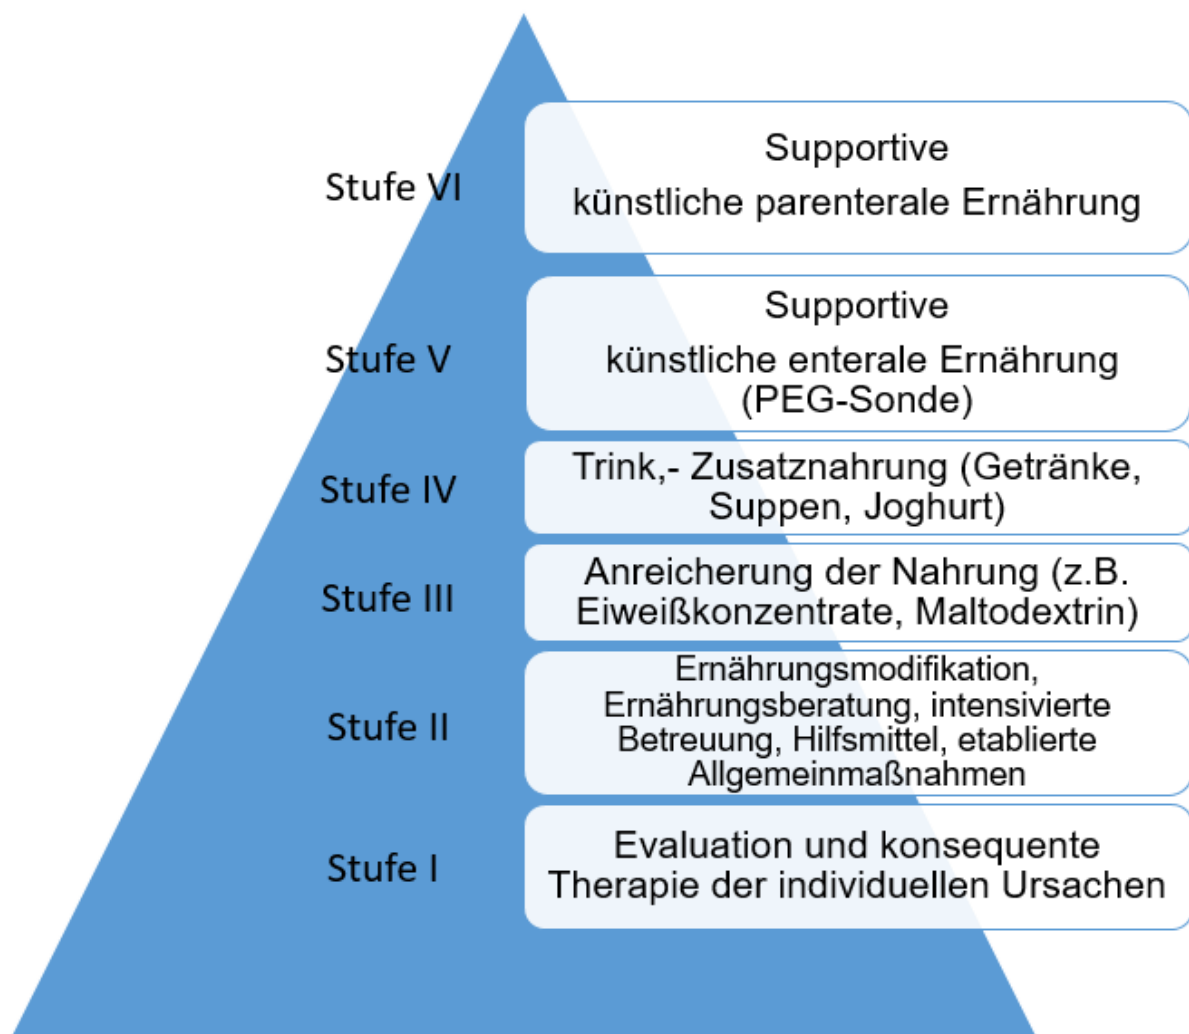 Stufe VI
Supportive
künstliche parenterale Ernährung
Stufe V
Supportive
künstliche enterale Ernährung
(PEG-Sonde)
Stufe IV
Trink,- Zusatznahrung (Getränke,
Suppen, Joghurt)
Stufe III
Anreicherung der Nahrung (z.B.
Eiweißkonzentrate, Maltodextrin)
Stufe II
Ernährungsmodifikation,
Ernährungsberatung, intensivierte
Betreuung, Hilfsmittel, etablierte
Allgemeinmaßnahmen
Stufe I
Evaluation und konsequente
Therapie der individuellen Ursachen